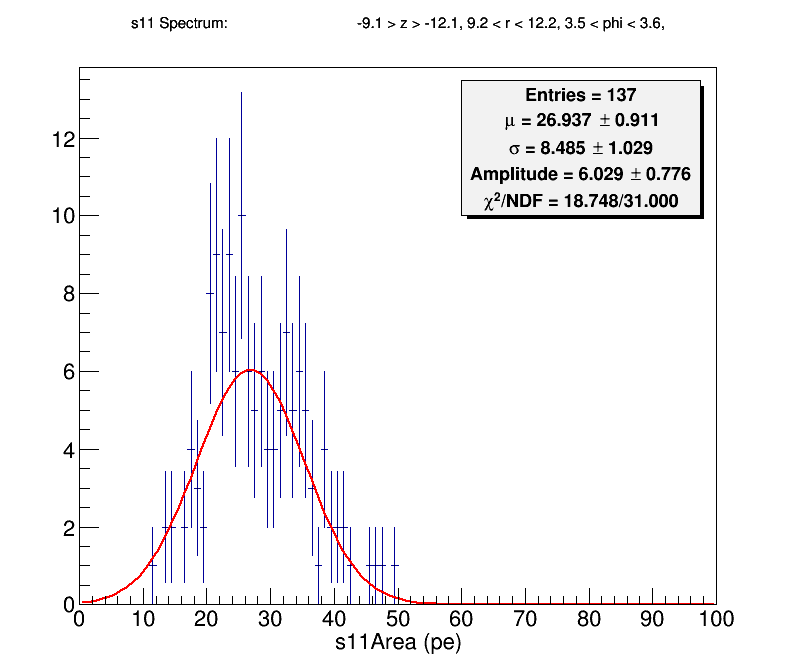 s11 Spectrum: -9.1 > z > -12.1, 9.2 < r < 12.2, 3.5 < phi < 3.6,
Entries = 137
μ = 26.937 ± 0.911
σ = 8.485 ± 1.029
Amplitude = 6.029 ± 0.776
χ²/NDF = 18.748/31.000
12
10
8
6
4
2
0
0 10 20 30 40 50 60 70 80 90 100
s11Area (pe)